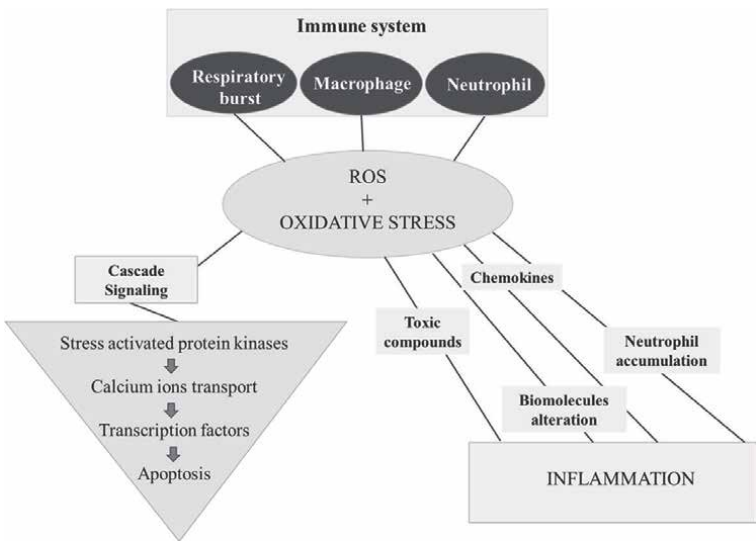 Immune system
Respiratory
burst
Macrophage
Neutrophil
ROS
+
OXIDATIVE STRESS
Cascade
Signaling
Chemokines
Toxic
compounds
Neutrophil
accumulation
Stress activated protein kinases
Calcium ions transport
Transcription factors
Apoptosis
Biomolecules
alteration
INFLAMMATION